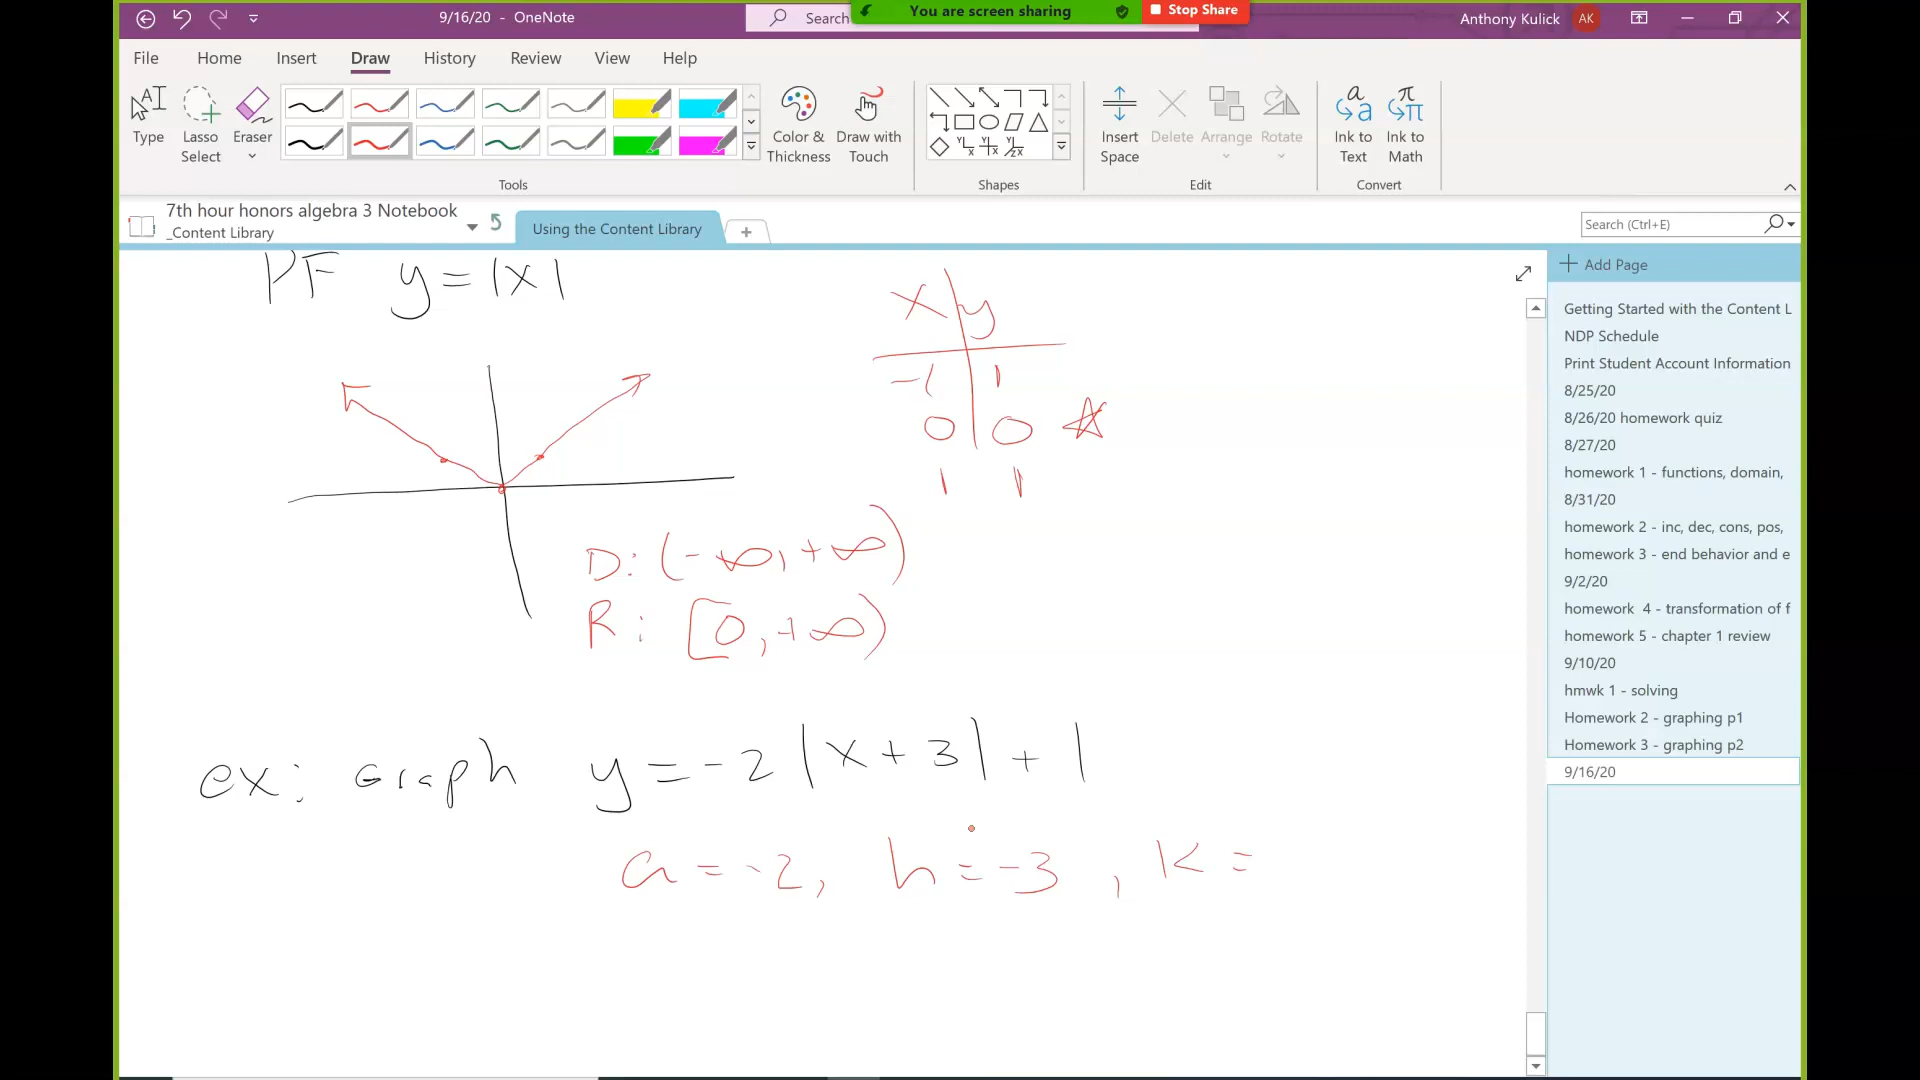 9/16/20 - OneNote
Search
You are screen sharing
Stop Share
Anthony Kulick
AK
File Home Insert Draw History Review View Help
Type
Lasso Select
Eraser
Color & Thickness
Draw with Touch
Insert Space
Delete
Arrange
Rotate
Ink to Text
Ink to Math
Tools
Shapes
Edit
Convert
7th hour honors algebra 3 Notebook
_Content Library
Using the Content Library
Search (Ctrl+E)
Add Page
Getting Started with the Content L
NDP Schedule
Print Student Account Information
8/25/20
8/26/20 homework quiz
8/27/20
homework 1 - functions, domain,
8/31/20
homework 2 - inc, dec, cons, pos,
homework 3 - end behavior and e
9/2/20
homework  4 - transformation of f
homework 5 - chapter 1 review
9/10/20
hmwk 1 - solving
Homework 2 - graphing p1
Homework 3 - graphing p2
9/16/20
PF y = |x|
x y
-1 1
0 0
1 1
D: (-∞, +∞)
R: [0, +∞)
ex: Graph y = -2|x+3| + 1
a = -2, h = -3, k =